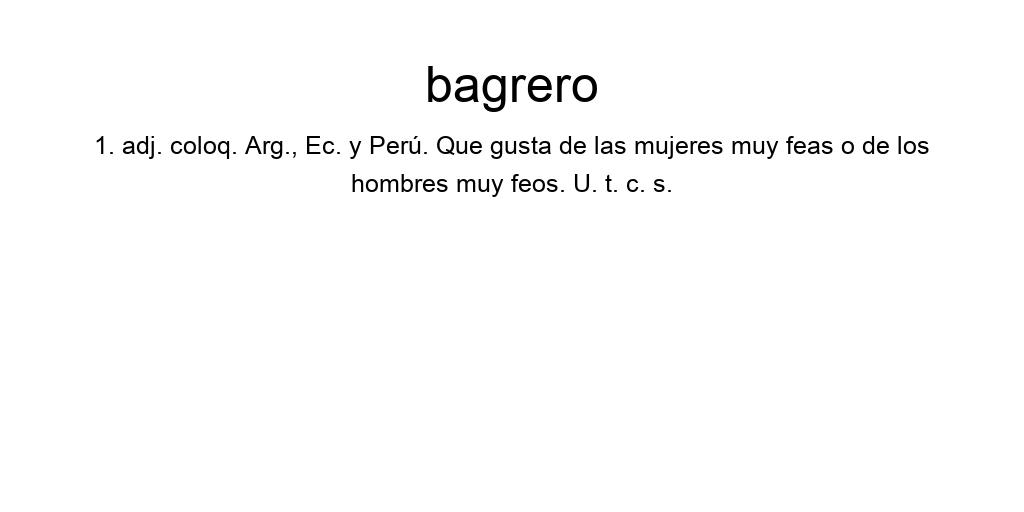 bagrero
1. adj. coloq. Arg., Ec. y Perú. Que gusta de las mujeres muy feas o de los
hombres muy feos. U. t. c. s.